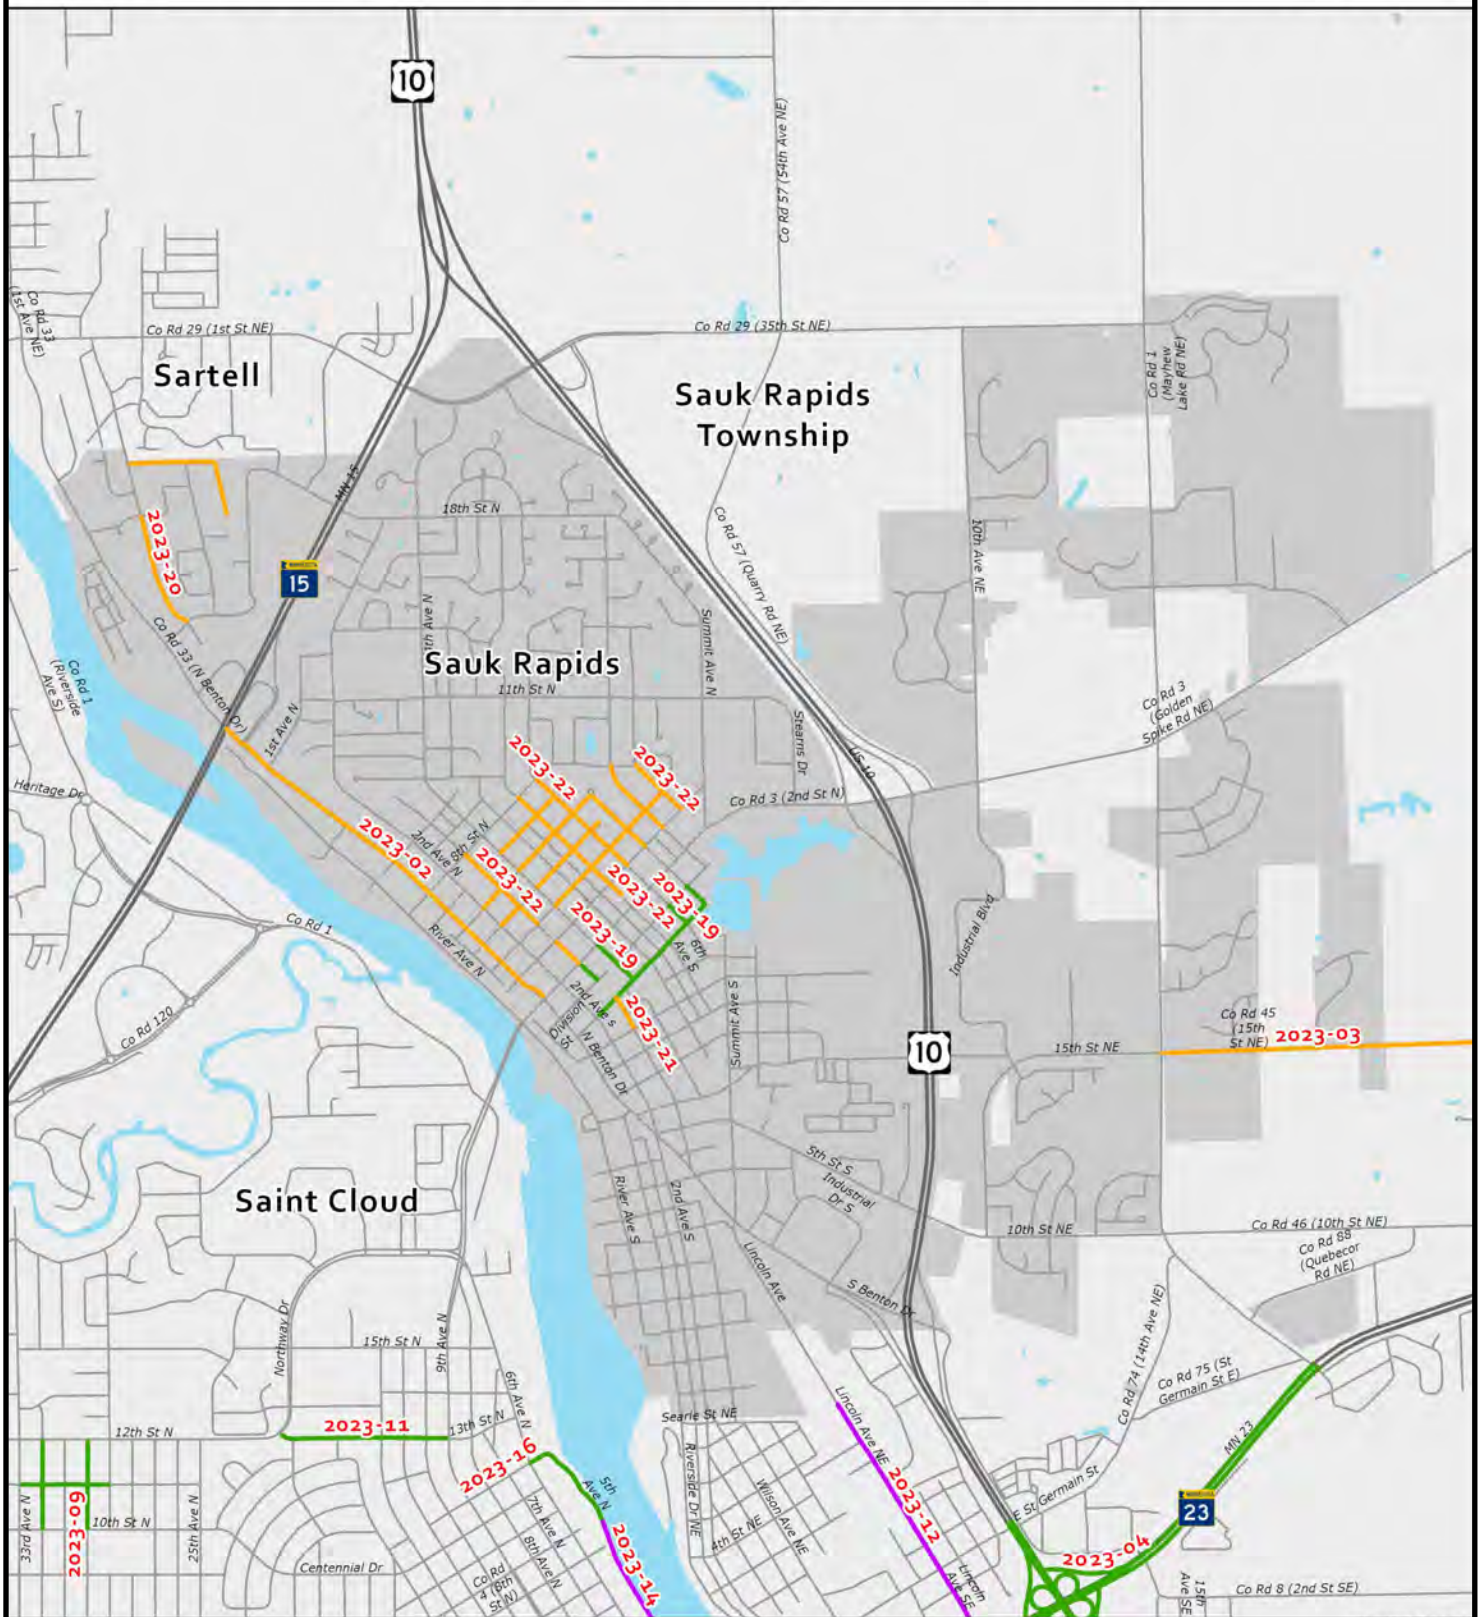 10
Co Rd 57 (54th Ave NE)
Co Rd 33
(1st Ave NE)
Co Rd 29 (1st St NE)
Co Rd 29 (35th St NE)
Sartell
Sauk Rapids
Township
Co Rd 1
(Mayhew
Lake Rd NE)
MN 15
18th St N
2023-20
MINNESOTA
15
Co Rd 57 (Quarry Rd NE)
10th Ave NE
Summit Ave N
Co Rd 33 (N Benton Dr)
Co Rd 1
(Riverside
Ave S)
Sauk Rapids
11th St N
1st Ave N
Stearns Dr
US 10
Co Rd 3
(Golden
Spike Rd NE)
Heritage Dr
2023-22
2023-22
Co Rd 3 (2nd St N)
2023-02
2nd Ave N
8th St N
2023-22
2023-22
2023-19
2023-19
River Ave N
6th
Ave S
Industrial Blvd
Co Rd 1
Co Rd 120
2nd Ave s
Division
St
N Benton Dr
2023-21
Summit Ave S
10
15th St NE
Co Rd 45
(15th
St NE)
2023-03
Saint Cloud
5th St S
Industrial
Dr S
River Ave S
2nd Ave S
10th St NE
Co Rd 46 (10th St NE)
Co Rd 88
(Quebecor
Rd NE)
Lincoln Ave
S Benton Dr
Northway Dr
15th St N
9th Ave N
6th Ave N
Co Rd 74 (14th Ave NE)
Co Rd 75 (St
Germain St E)
Lincoln Ave NE
12th St N
2023-11
13th St N
Searle St NE
MN 23
2023-16
5th
Ave N
Riverside Dr NE
Wilson Ave NE
2023-12
E St Germain St
23
33rd Ave N
2023-09
10th St N
25th Ave N
7th Ave N
8th Ave N
4th St NE
2023-14
2023-04
Centennial Dr
Co Rd
4 (8th
St N)
Lincoln
Ave SE
15th
Ave SE
Co Rd 8 (2nd St SE)